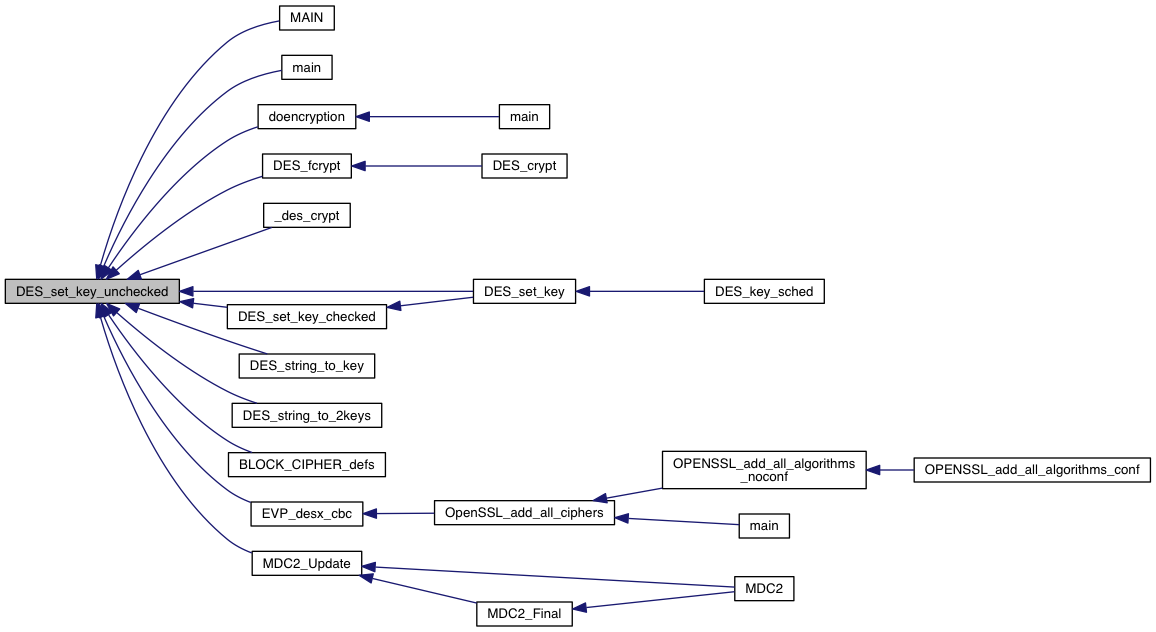 MAIN
main
doencryption
main
DES_fcrypt
DES_crypt
_des_crypt
DES_set_key_unchecked
DES_set_key
DES_key_sched
DES_set_key_checked
DES_string_to_key
DES_string_to_2keys
BLOCK_CIPHER_defs
OPENSSL_add_all_algorithms
_noconf
OPENSSL_add_all_algorithms_conf
EVP_desx_cbc
OpenSSL_add_all_ciphers
main
MDC2_Update
MDC2
MDC2_Final